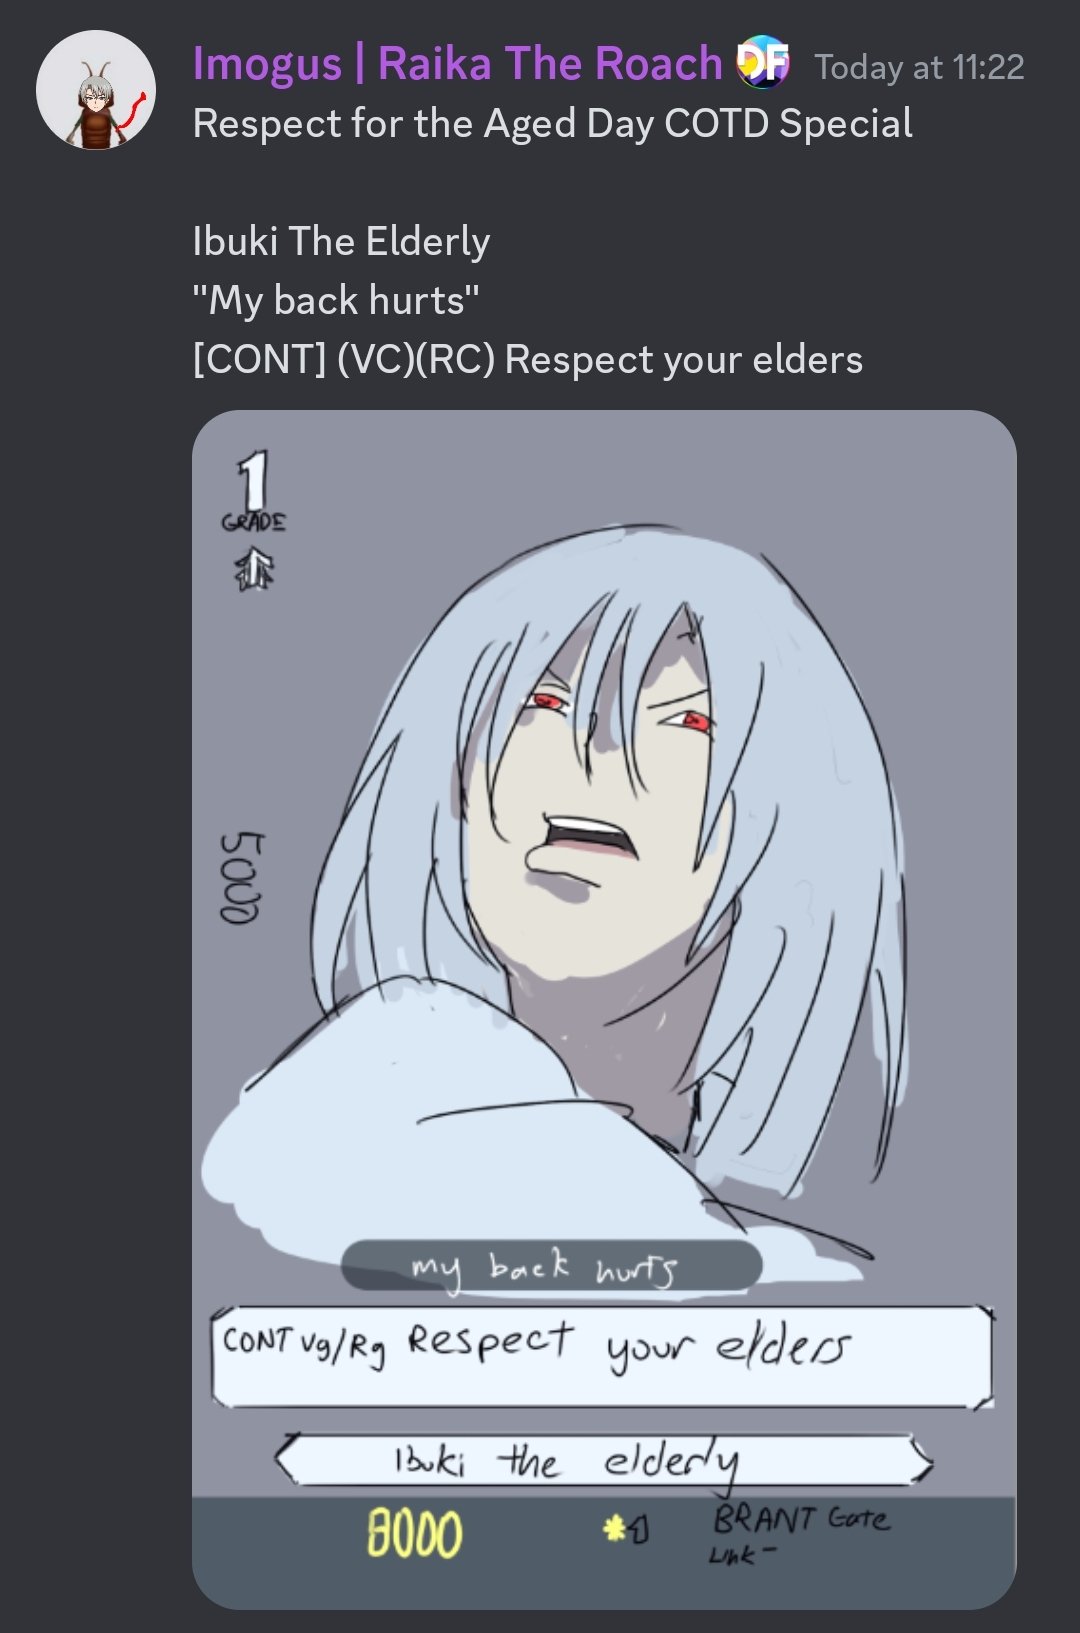 Imogus | Raika The Roach DF Today at 11:22
Respect for the Aged Day COTD Special
Ibuki The Elderly
"My back hurts"
[CONT] (VC)(RC) Respect your elders
1
GRADE
5000
my back hurts
CONT Vg/Rg Respect your elders
Ibuki the elderly
8000 1 BRANT Gate
Link -